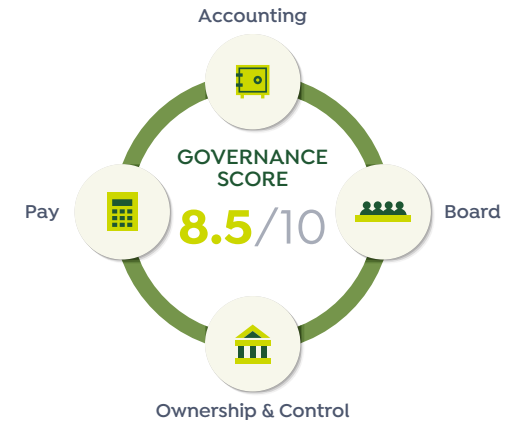 Accounting
GOVERNANCE
SCORE
Pay
8.5/10
Board
Ownership & Control